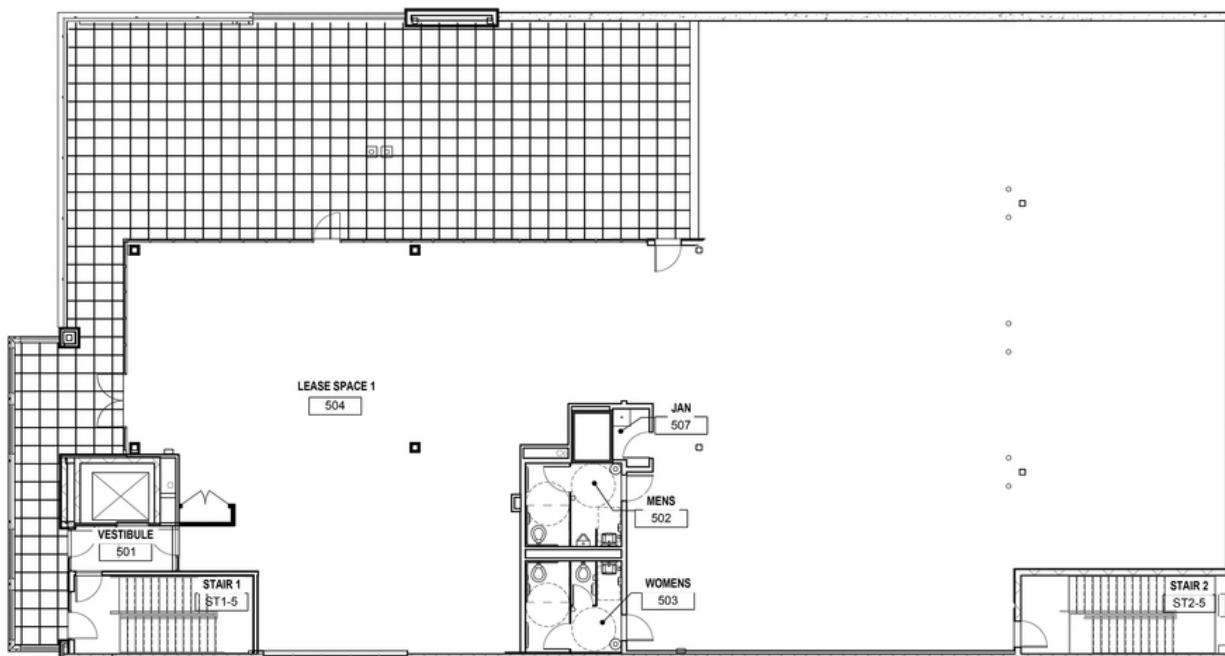 LEASE SPACE 1
504
JAN
507
MENS
502
VESTIBULE
501
STAIR 1
ST1-5
WOMENS
503
STAIR 2
ST2-5